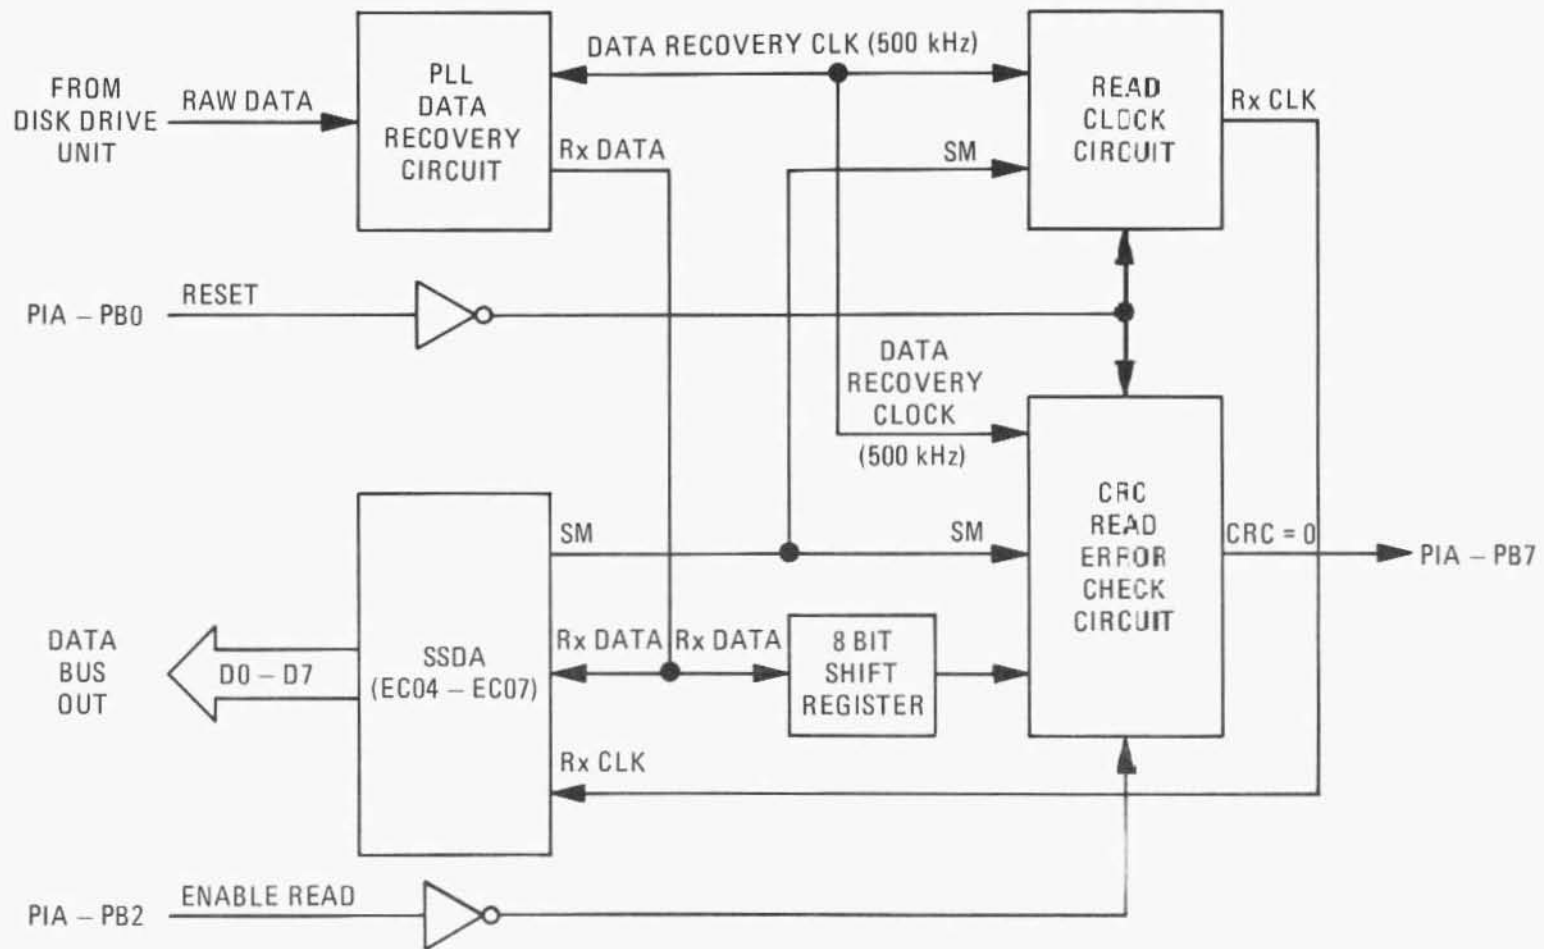 FROM
DISK DRIVE
UNIT
RAW DATA
PLL
DATA
RECOVERY
CIRCUIT
DATA RECOVERY CLK (500 kHz)
Rx DATA
SM
READ
CLOCK
CIRCUIT
Rx CLK
PIA – PB0
RESET
DATA
RECOVERY
CLOCK
(500 kHz)
SM
SM
CRC
READ
ERROR
CHECK
CIRCUIT
CRC = 0
PIA – PB7
DATA
BUS
OUT
D0 – D7
SSDA
(EC04 – EC07)
Rx DATA
Rx DATA
8 BIT
SHIFT
REGISTER
Rx CLK
PIA – PB2
ENABLE READ